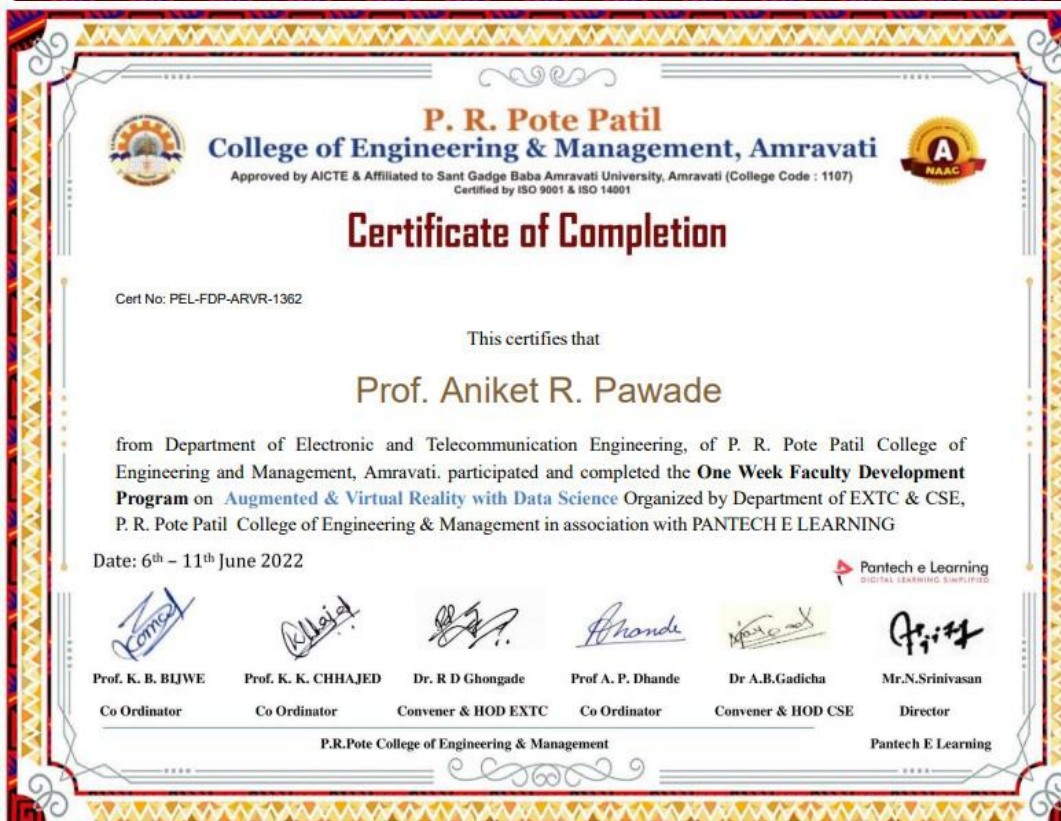 P. R. Pote Patil
College of Engineering & Management, Amravati
Approved by AICTE & Affiliated to Sant Gadge Baba Amravati University, Amravati (College Code : 1107)
Certified by ISO 9001 & ISO 14001
A
NAAC
Certificate of Completion
Cert No: PEL-FDP-ARVR-1362
This certifies that
Prof. Aniket R. Pawade
from Department of Electronic and Telecommunication Engineering, of P. R. Pote Patil College of
Engineering and Management, Amravati. participated and completed the One Week Faculty Development
Program on Augmented & Virtual Reality with Data Science Organized by Department of EXTC & CSE,
P. R. Pote Patil College of Engineering & Management in association with PANTECH E LEARNING
Date: 6th – 11th June 2022
Pantech e Learning
DIGITAL LEARNING SIMPLIFIED
Prof. K. B. BIJWE Prof. K. K. CHHAJED Dr. R D Ghongade Prof A. P. Dhande Dr A.B.Gadicha Mr.N.Srinivasan
Co Ordinator Co Ordinator Convener & HOD EXTC Co Ordinator Convener & HOD CSE Director
P.R.Pote College of Engineering & Management Pantech E Learning